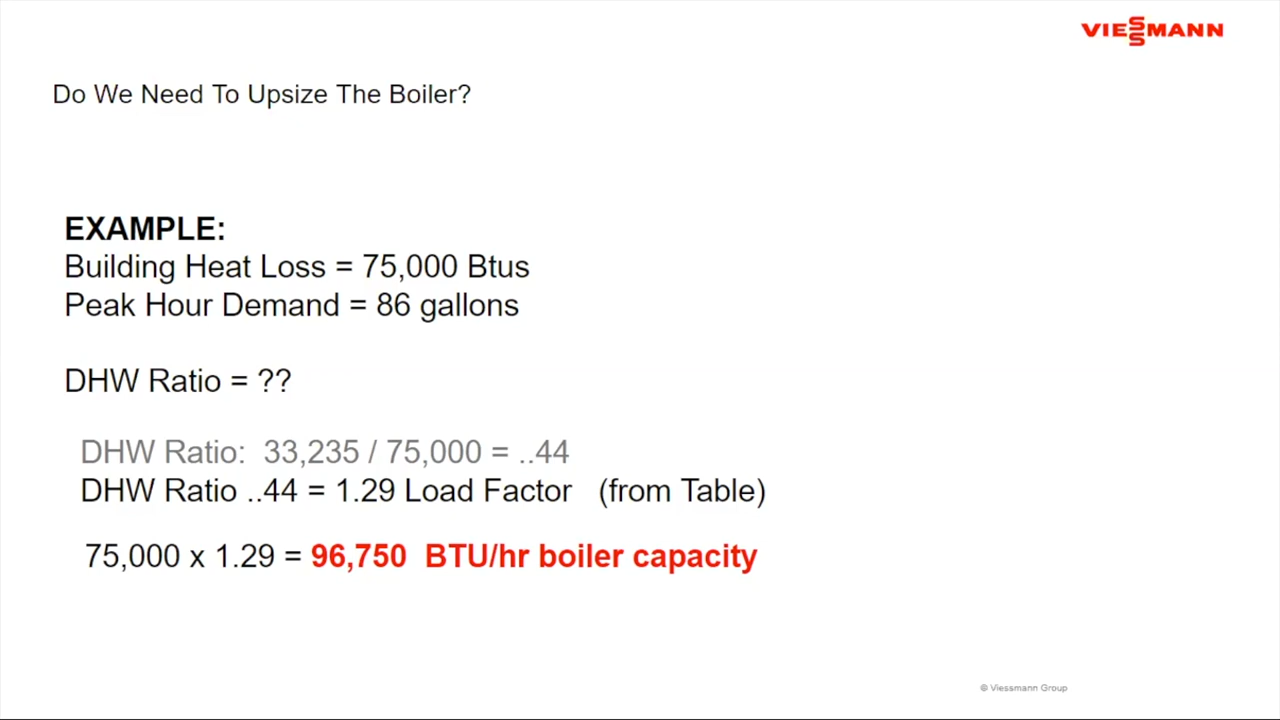 VIESSMANN
Do We Need To Upsize The Boiler?
EXAMPLE:
Building Heat Loss = 75,000 Btus
Peak Hour Demand = 86 gallons
DHW Ratio = ??
DHW Ratio:  33,235 / 75,000 = ..44
DHW Ratio ..44 = 1.29 Load Factor   (from Table)
75,000 x 1.29 = 96,750  BTU/hr boiler capacity
© Viessmann Group